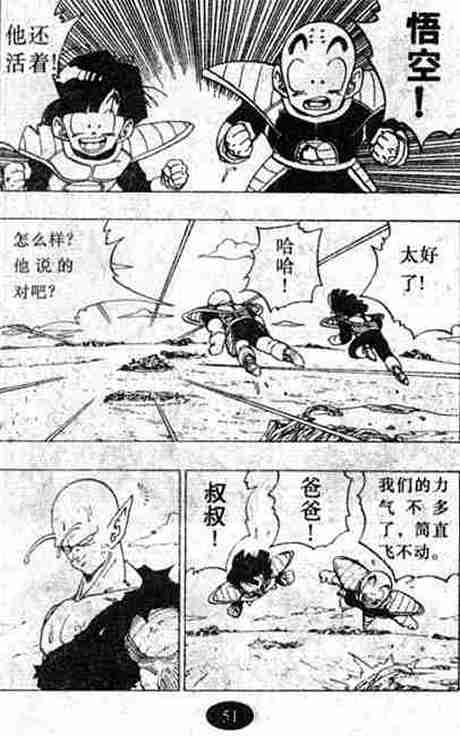 悟空！
他还
活着！
太好
了！
哈哈！
怎么样？
他说的
对吧？
我们的力
气不多
了，简直
飞不动。
爸爸！
叔叔！
51